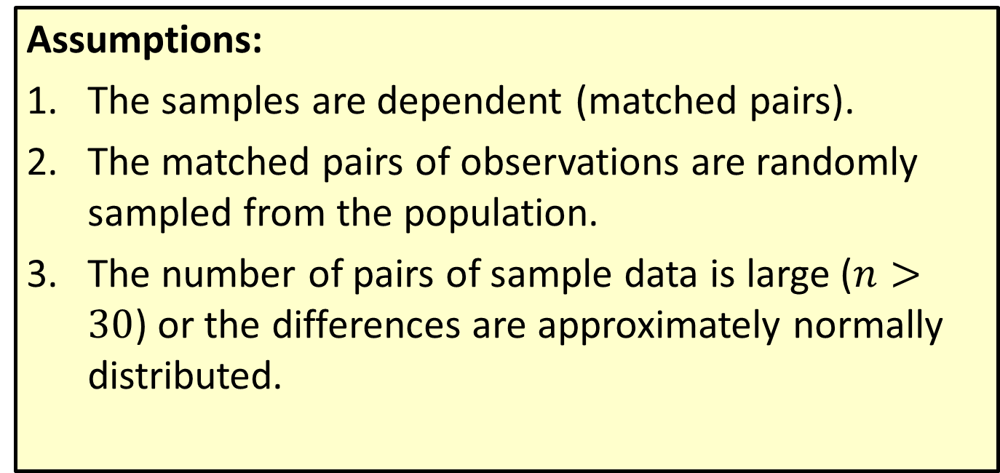 Assumptions:
1. The samples are dependent (matched pairs).
2. The matched pairs of observations are randomly
sampled from the population.
3. The number of pairs of sample data is large (𝑛 >
30) or the differences are approximately normally
distributed.